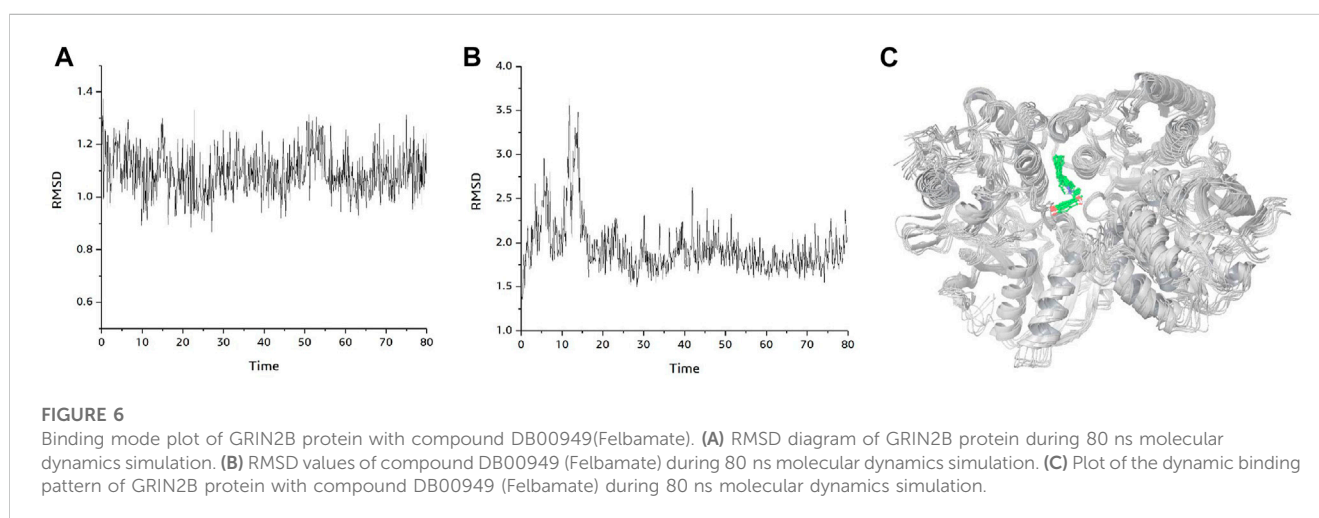 A
B
C
1.4
1.2
1.0
0.8
0.6
RMSD
0 10 20 30 40 50 60 70 80
Time
4.0
3.5
3.0
2.5
2.0
1.5
1.0
RMSD
0 10 20 30 40 50 60 70 80
Time
FIGURE 6
Binding mode plot of GRIN2B protein with compound DB00949(Felbamate). (A) RMSD diagram of GRIN2B protein during 80 ns molecular
dynamics simulation. (B) RMSD values of compound DB00949 (Felbamate) during 80 ns molecular dynamics simulation. (C) Plot of the dynamic binding
pattern of GRIN2B protein with compound DB00949 (Felbamate) during 80 ns molecular dynamics simulation.